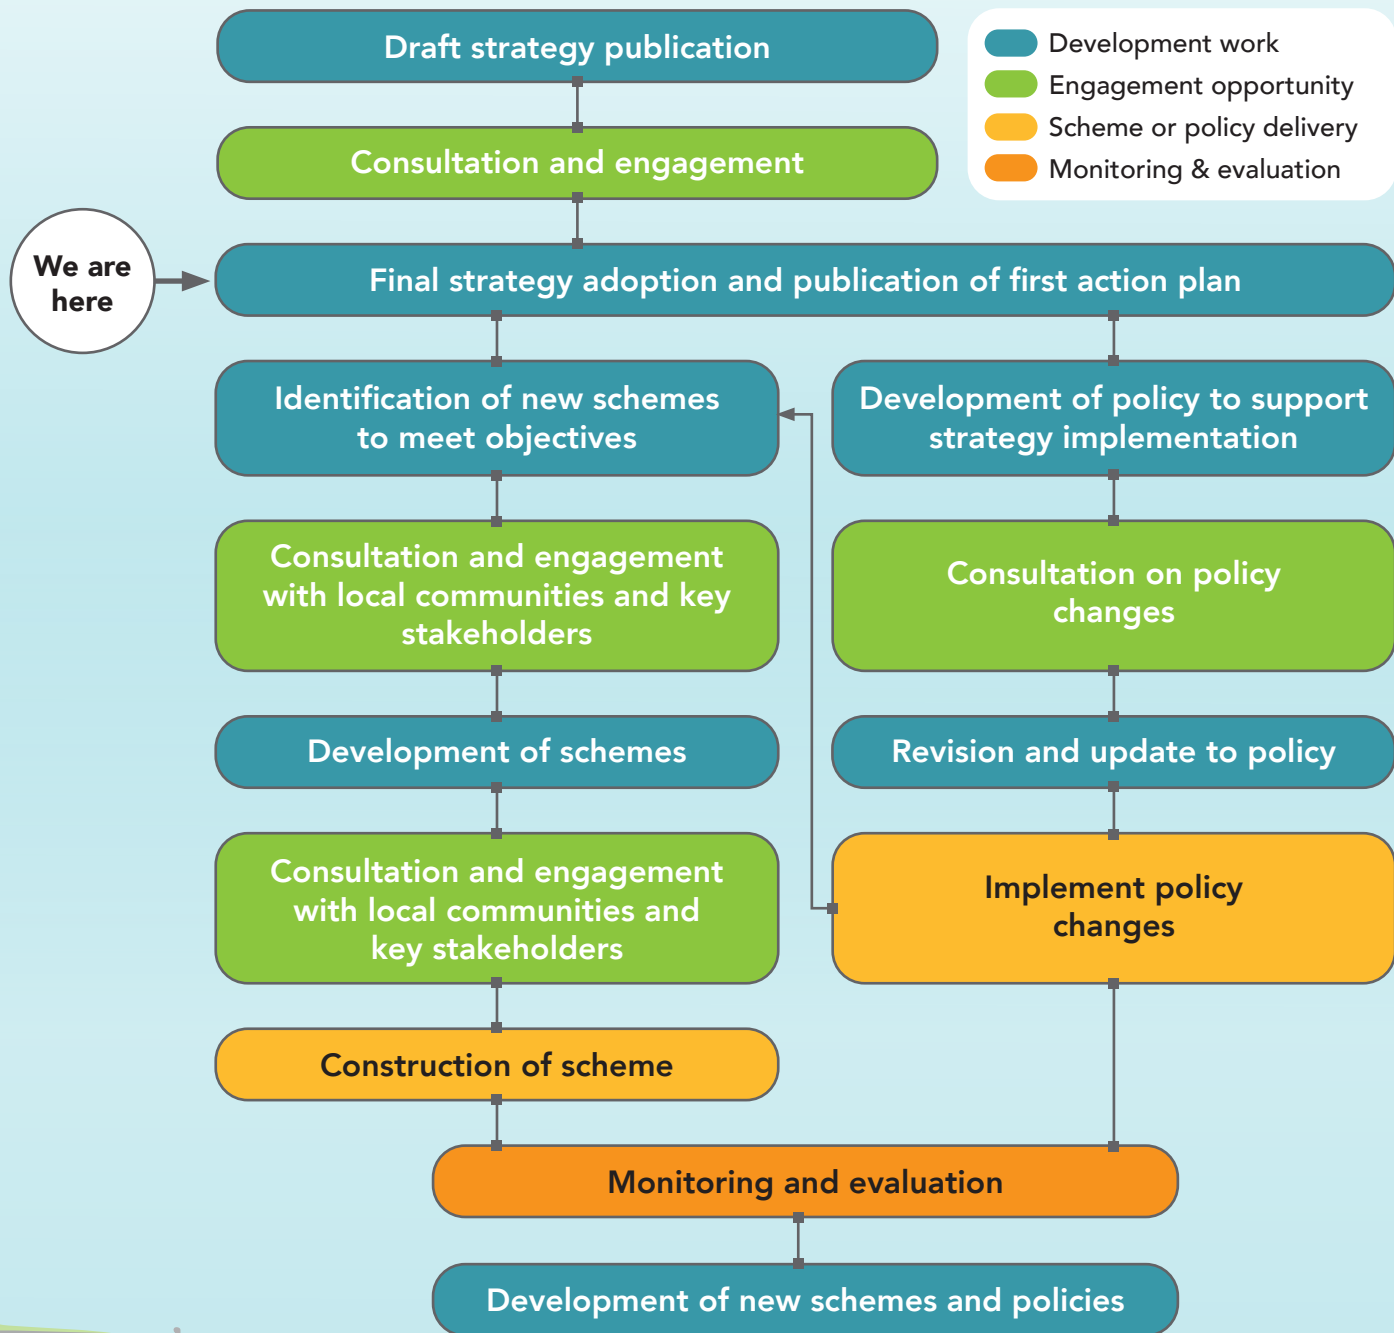 Draft strategy publication
Development work
Engagement opportunity
Scheme or policy delivery
Monitoring & evaluation
Consultation and engagement
We are
here
Final strategy adoption and publication of first action plan
Identification of new schemes
to meet objectives
Development of policy to support
strategy implementation
Consultation and engagement
with local communities and key
stakeholders
Consultation on policy
changes
Development of schemes
Revision and update to policy
Consultation and engagement
with local communities and
key stakeholders
Implement policy
changes
Construction of scheme
Monitoring and evaluation
Development of new schemes and policies